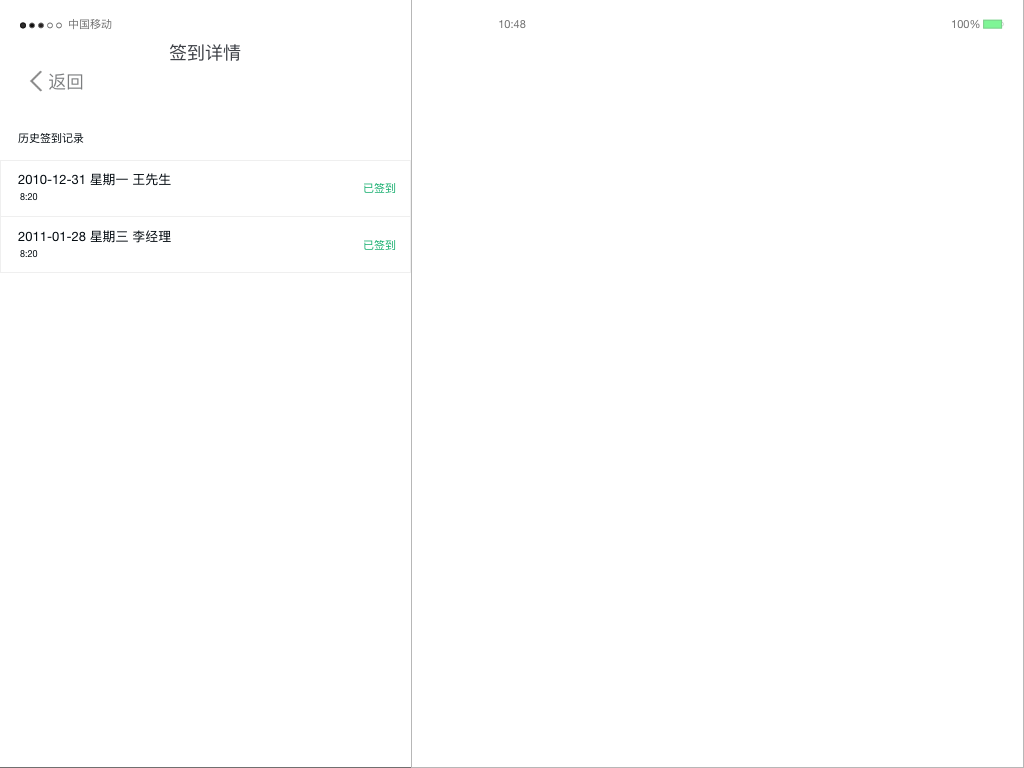 中国移动
10:48
100%
签到详情
返回
历史签到记录
2010-12-31 星期一 王先生
8:20
已签到
2011-01-28 星期三 李经理
8:20
已签到